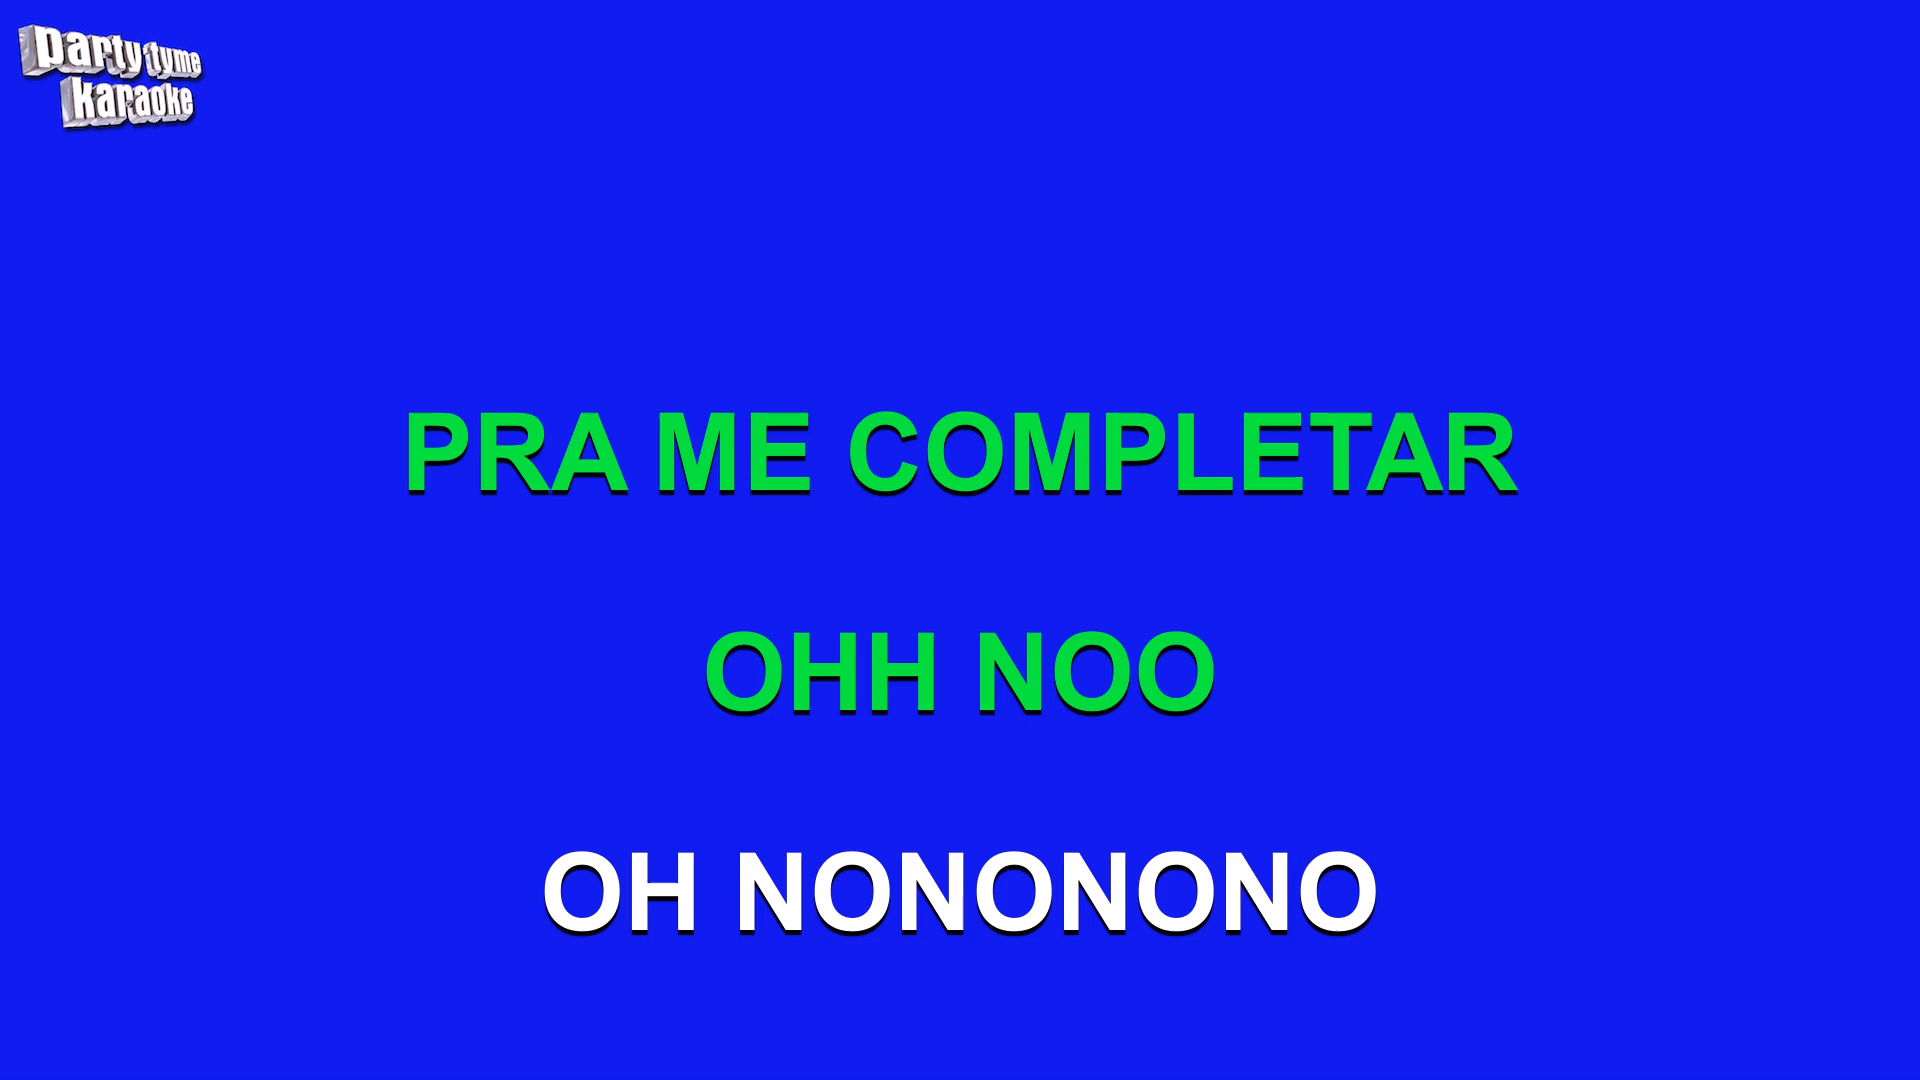 party tyme
karaoke
PRA ME COMPLETAR
OHH NOO
OH NONONONO